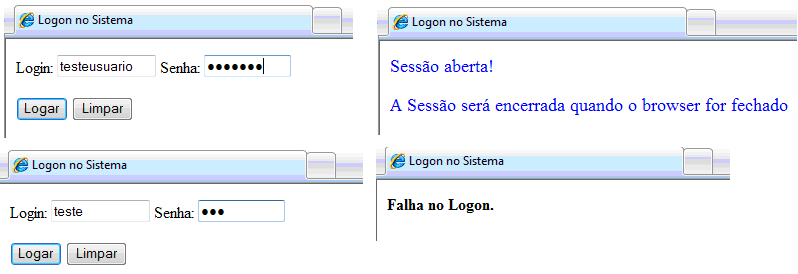 Logon no Sistema
Login: testeusuario Senha: •••••••
Logar Limpar
Logon no Sistema
Sessão aberta!
A Sessão será encerrada quando o browser for fechado
Logon no Sistema
Login: teste Senha: •••
Logar Limpar
Logon no Sistema
Falha no Logon.